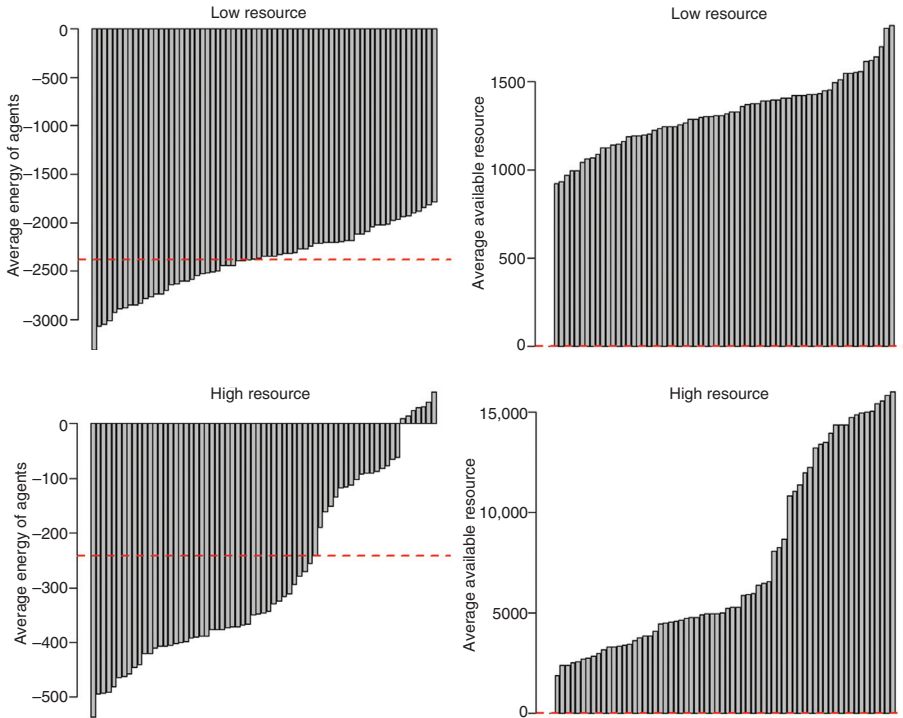 Low resource
Average energy of agents
0
–500
–1000
–1500
–2000
–2500
–3000
Low resource
Average available resource
1500
1000
500
0
High resource
Average energy of agents
0
–100
–200
–300
–400
–500
High resource
Average available resource
15,000
10,000
5000
0